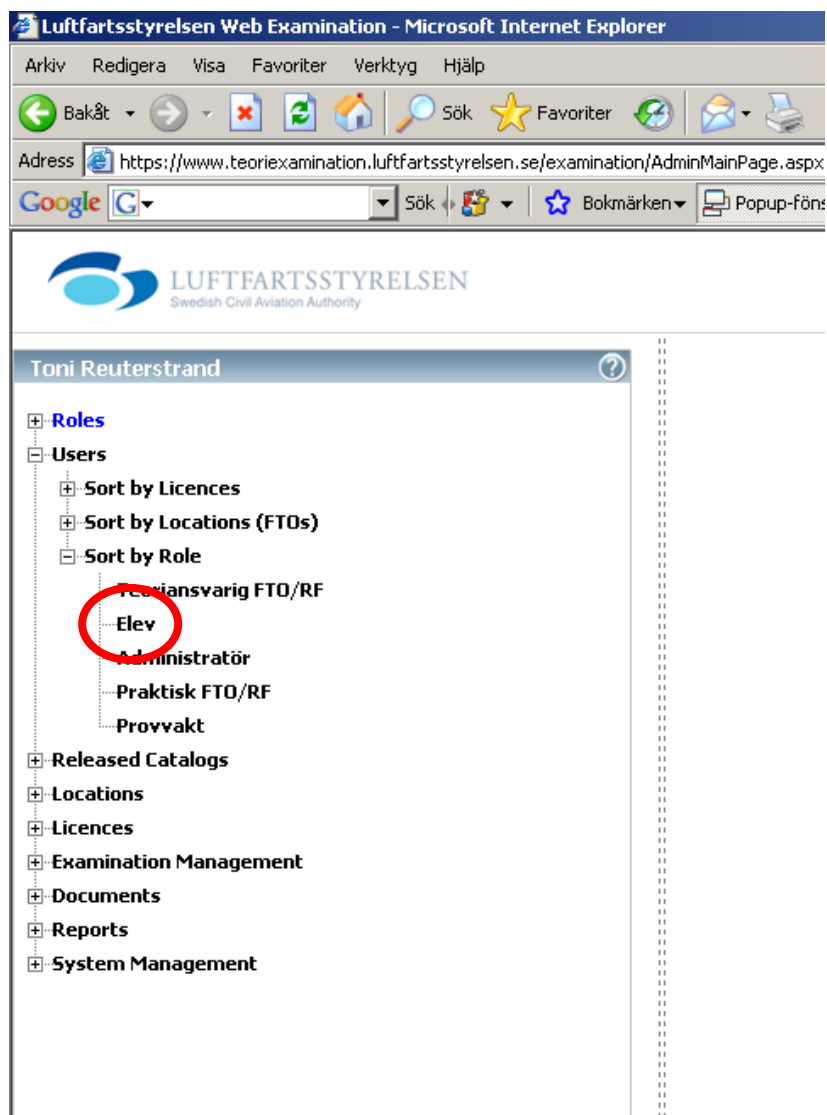 Luftfartsstyrelsen Web Examination - Microsoft Internet Explorer
Arkiv Redigera Visa Favoriter Verktyg Hjälp
Bakåt Sök Favoriter
Adress https://www.teoriexamination.luftfartsstyrelsen.se/examination/AdminMainPage.aspx
Google G Sök Bokmärken Popup-föns
LUFTFARTSSTYRELSEN
Swedish Civil Aviation Authority
Toni Reuterstrand ?
Roles
Users
Sort by Licences
Sort by Locations (FTOs)
Sort by Role
Teoriansvarig FTO/RF
Elev
Administratör
Praktisk FTO/RF
Provvakt
Released Catalogs
Locations
Licences
Examination Management
Documents
Reports
System Management